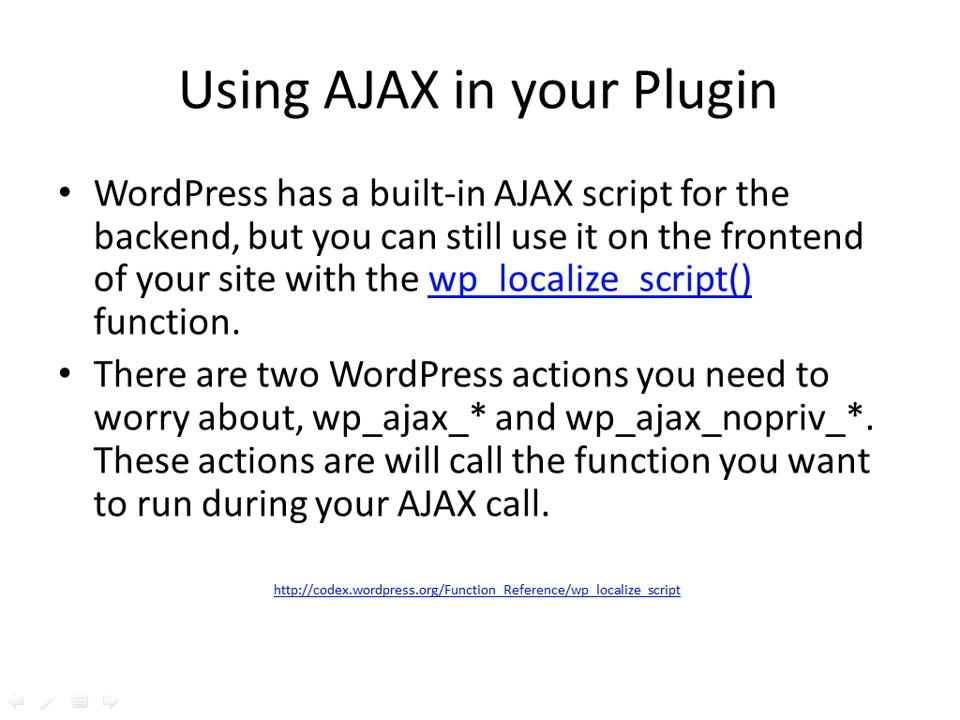 Using AJAX in your Plugin
• WordPress has a built-in AJAX script for the
backend, but you can still use it on the frontend
of your site with the wp_localize_script()
function.
• There are two WordPress actions you need to
worry about, wp_ajax_* and wp_ajax_nopriv_*.
These actions are will call the function you want
to run during your AJAX call.
http://codex.wordpress.org/Function_Reference/wp_localize_script